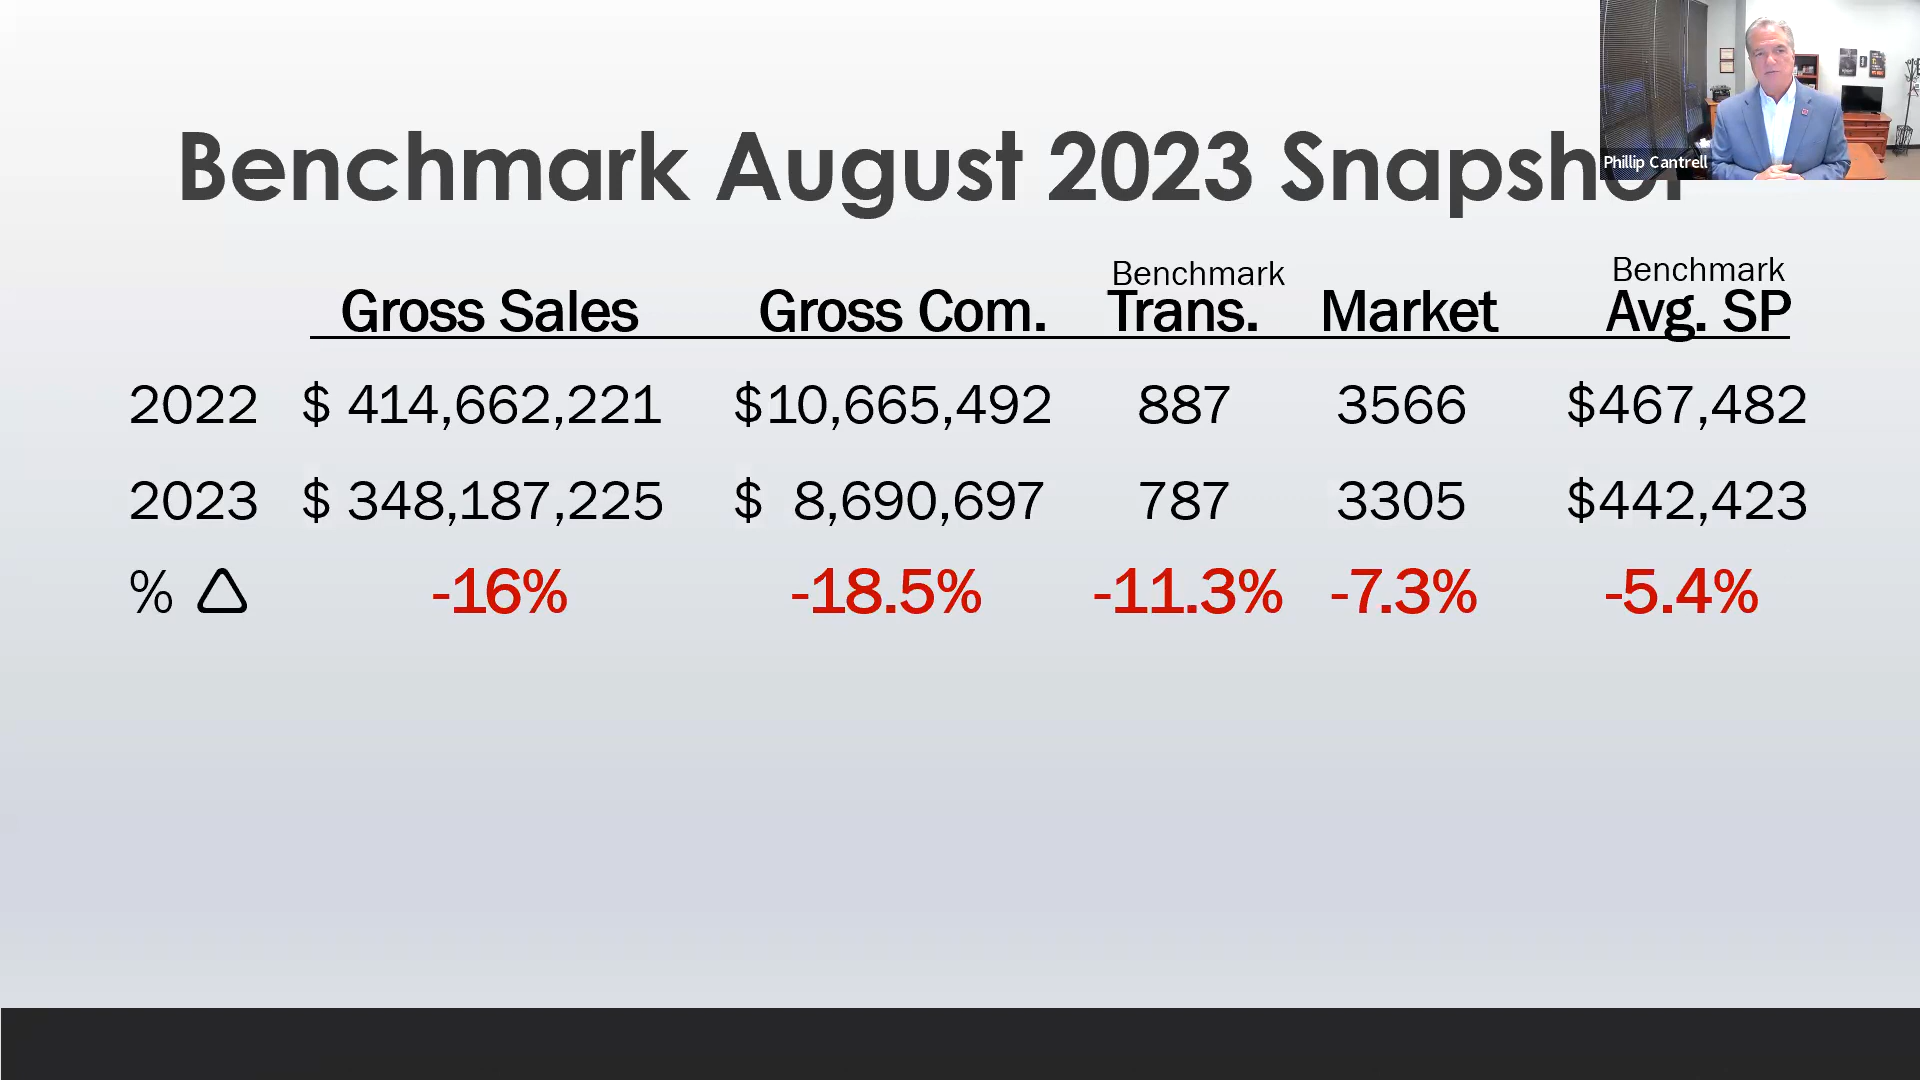 Phillip Cantrell
Benchmark August 2023 Snapshot
Benchmark Benchmark
Gross Sales Gross Com. Trans. Market Avg. SP
2022 $ 414,662,221 $10,665,492 887 3566 $467,482
2023 $ 348,187,225 $ 8,690,697 787 3305 $442,423
% △ -16% -18.5% -11.3% -7.3% -5.4%